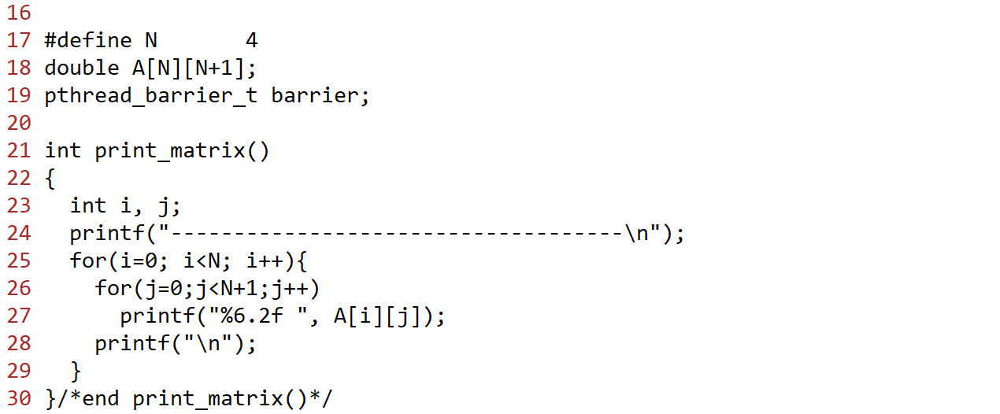 16
17 #define N       4
18 double A[N][N+1];
19 pthread_barrier_t barrier;
20
21 int print_matrix()
22 {
23   int i, j;
24   printf("------------------------------------\n");
25   for(i=0; i<N; i++){
26     for(j=0;j<N+1;j++)
27       printf("%6.2f ", A[i][j]);
28     printf("\n");
29   }
30 }/*end print_matrix()*/